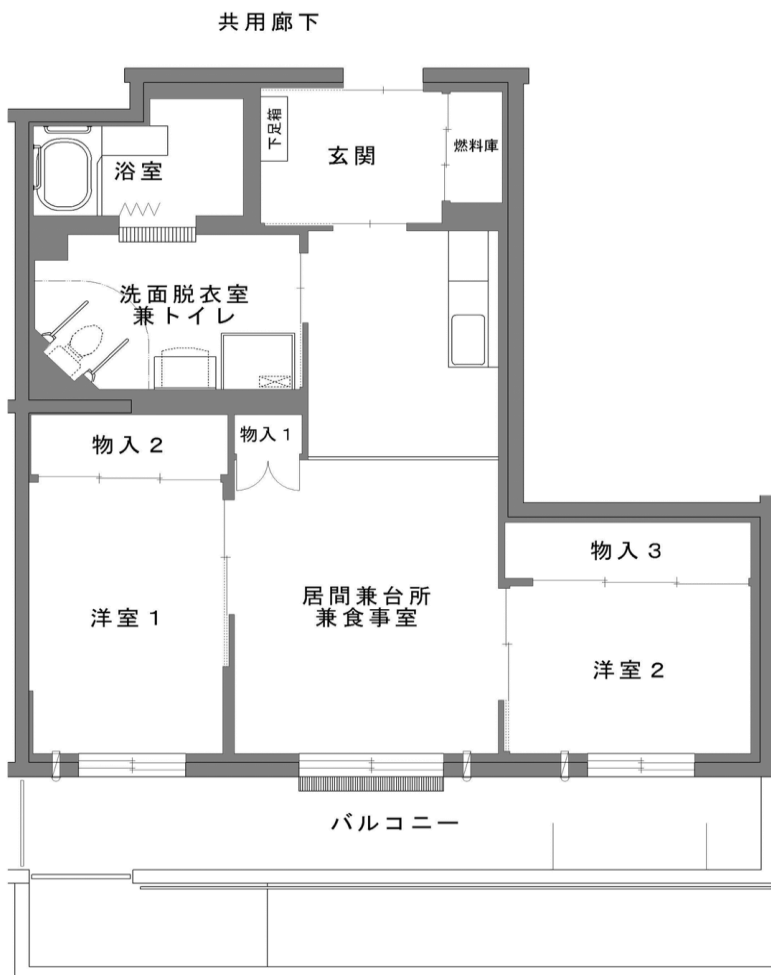 共用廊下
下足箱
玄関
燃料庫
浴室
洗面脱衣室
兼トイレ
物入２
物入１
物入３
居間兼台所
兼食事室
洋室１
洋室２
バルコニー